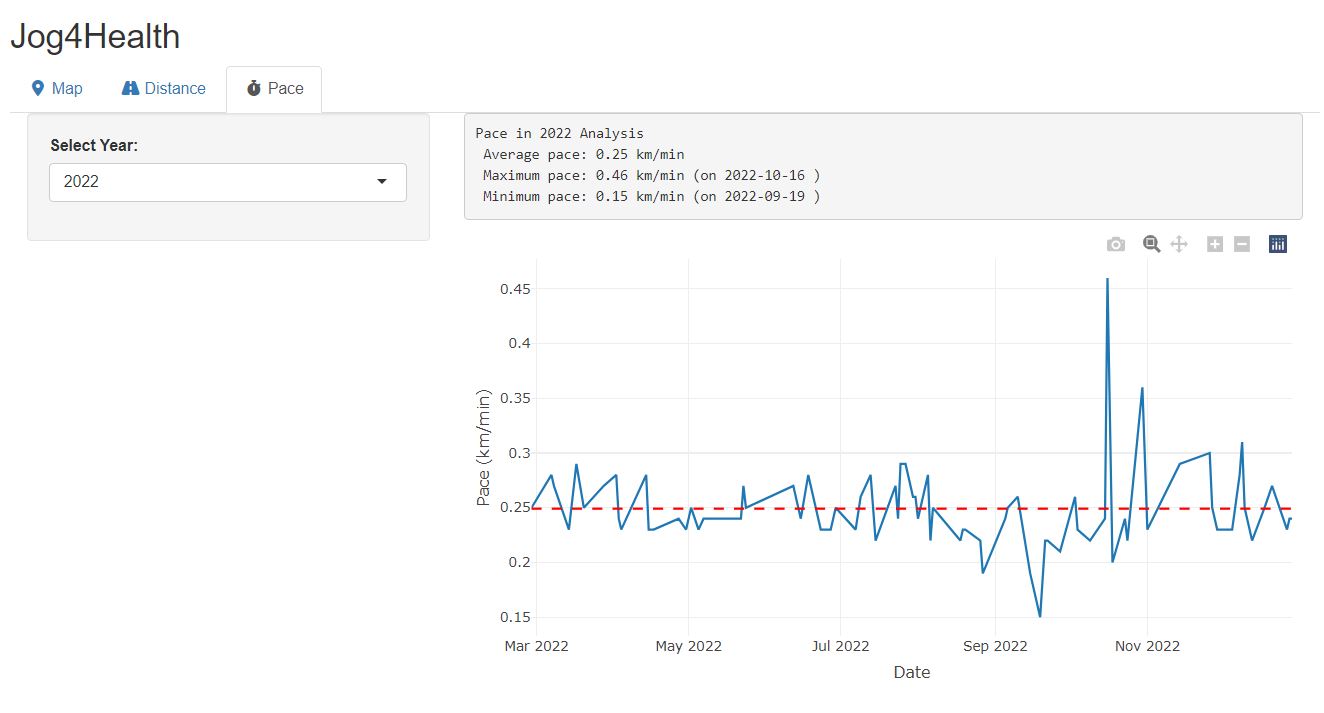 Jog4Health
Map Distance Pace
Select Year:
2022
Pace in 2022 Analysis
Average pace: 0.25 km/min
Maximum pace: 0.46 km/min (on 2022-10-16 )
Minimum pace: 0.15 km/min (on 2022-09-19 )
Pace (km/min)
0.45
0.4
0.35
0.3
0.25
0.2
0.15
Mar 2022 May 2022 Jul 2022 Sep 2022 Nov 2022
Date